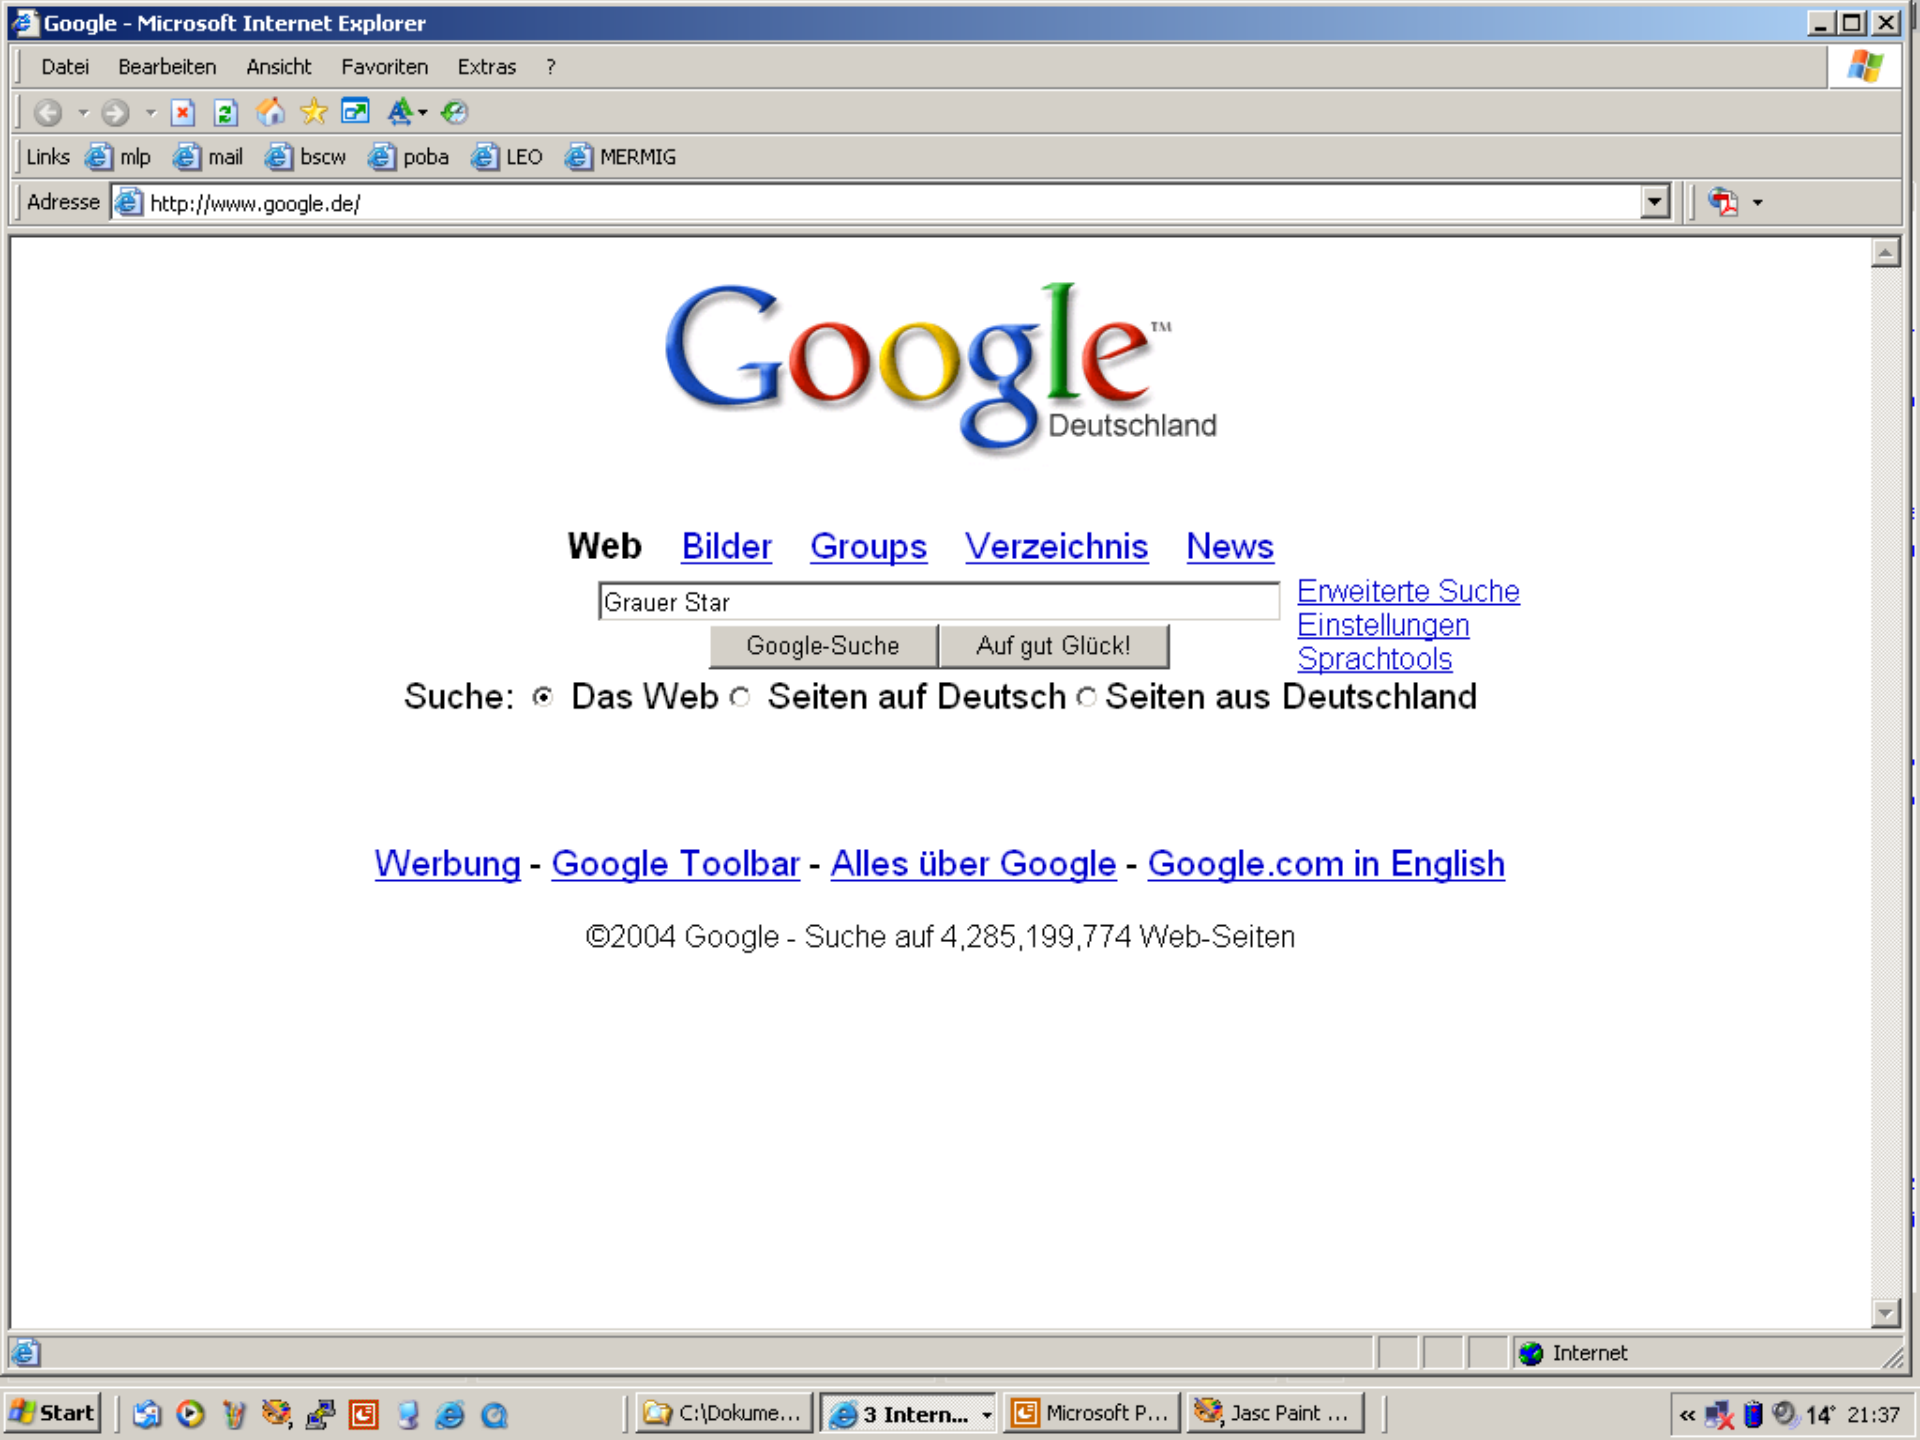 Google - Microsoft Internet Explorer
Datei Bearbeiten Ansicht Favoriten Extras ?
Links mlp mail bscw poba LEO MERMIG
Adresse http://www.google.de/
Google™
Deutschland
Web Bilder Groups Verzeichnis News
Grauer Star
Erweiterte Suche
Einstellungen
Sprachtools
Google-Suche Auf gut Glück!
Suche: Das Web Seiten auf Deutsch Seiten aus Deutschland
Werbung - Google Toolbar - Alles über Google - Google.com in English
©2004 Google - Suche auf 4,285,199,774 Web-Seiten
Internet
Start C:\Dokume... 3 Intern... Microsoft P... Jasc Paint ... « 14° 21:37